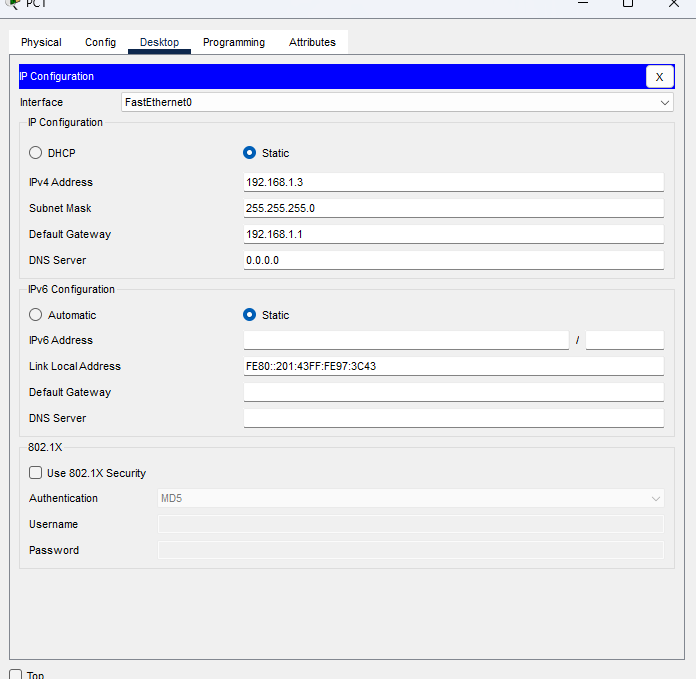 PC1
Physical Config Desktop Programming Attributes
IP Configuration X
Interface FastEthernet0
IP Configuration
DHCP Static
IPv4 Address 192.168.1.3
Subnet Mask 255.255.255.0
Default Gateway 192.168.1.1
DNS Server 0.0.0.0
IPv6 Configuration
Automatic Static
IPv6 Address /
Link Local Address FE80::201:43FF:FE97:3C43
Default Gateway
DNS Server
802.1X
Use 802.1X Security
Authentication MD5
Username
Password
Top